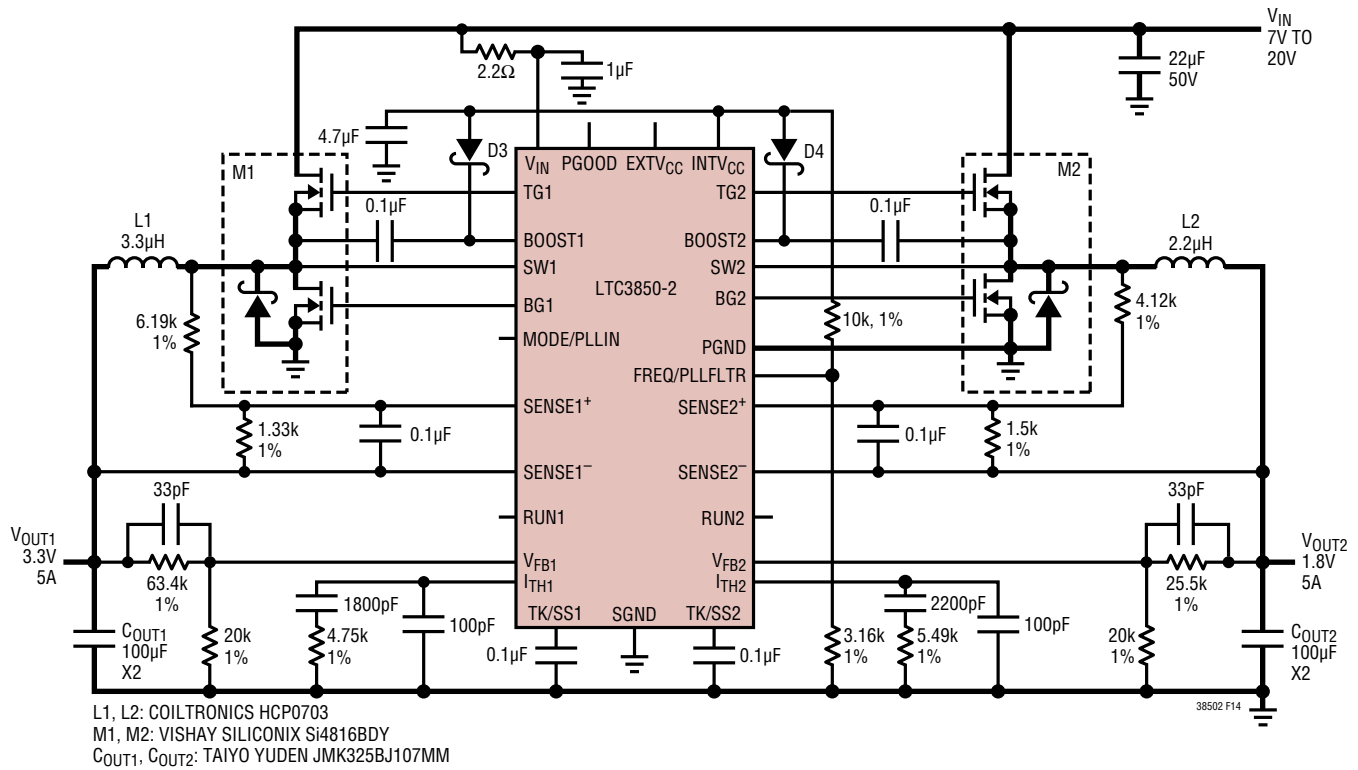 VIN
7V TO
20V
2.2Ω
1µF
22µF
50V
4.7µF
D3
D4
M1
M2
VIN
PGOOD
EXTVCC
INTVCC
TG1
TG2
0.1µF
0.1µF
L1
3.3µH
L2
2.2µH
BOOST1
BOOST2
SW1
SW2
LTC3850-2
BG1
BG2
6.19k
1%
10k, 1%
4.12k
1%
MODE/PLLIN
PGND
FREQ/PLLFLTR
SENSE1+
SENSE2+
1.33k
1%
0.1µF
0.1µF
1.5k
1%
SENSE1–
SENSE2–
33pF
33pF
RUN1
RUN2
VOUT1
3.3V
5A
VOUT2
1.8V
5A
VFB1
VFB2
63.4k
1%
25.5k
1%
ITH1
ITH2
1800pF
2200pF
TK/SS1
SGND
TK/SS2
100pF
100pF
COUT1
100µF
X2
20k
1%
4.75k
1%
0.1µF
0.1µF
3.16k
1%
5.49k
1%
20k
1%
COUT2
100µF
X2
38502 F14
L1, L2: COILTRONICS HCP0703
M1, M2: VISHAY SILICONIX Si4816BDY
COUT1, COUT2: TAIYO YUDEN JMK325BJ107MM